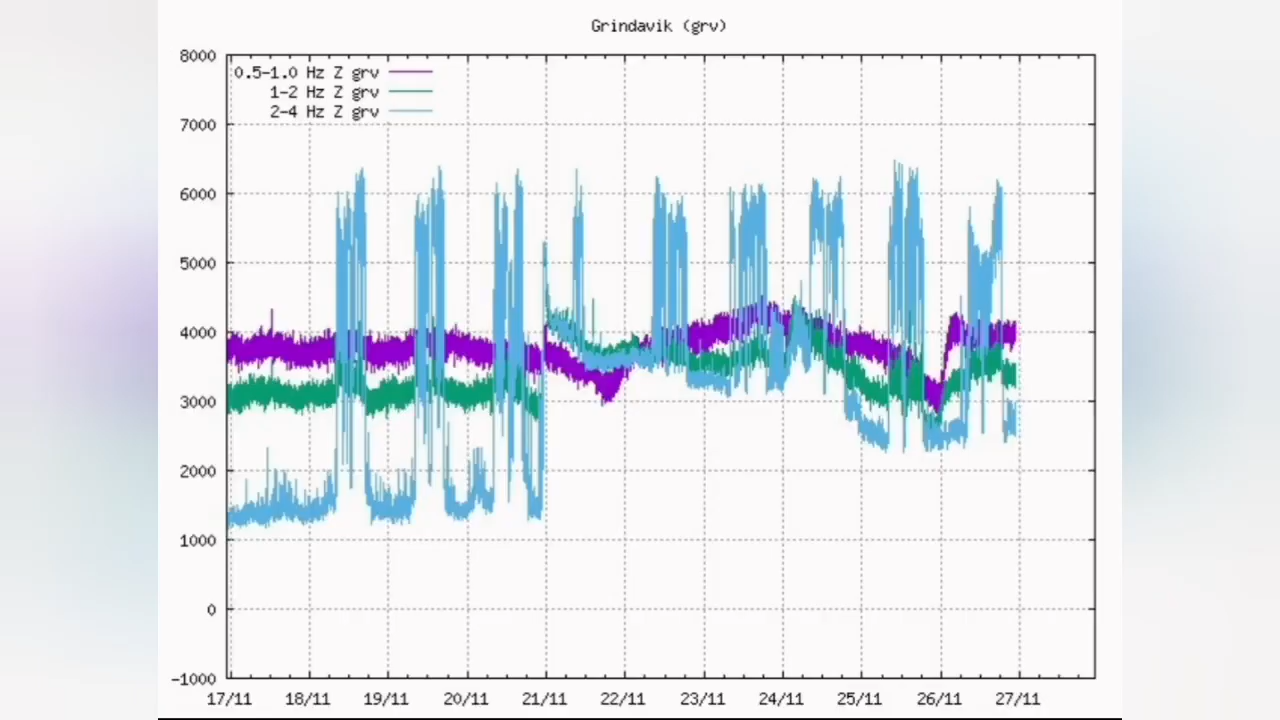 Grindavik (grv)
8000
0.5-1.0 Hz Z grv
1-2 Hz Z grv
2-4 Hz Z grv
7000
6000
5000
4000
3000
2000
1000
0
-1000
17/11 18/11 19/11 20/11 21/11 22/11 23/11 24/11 25/11 26/11 27/11